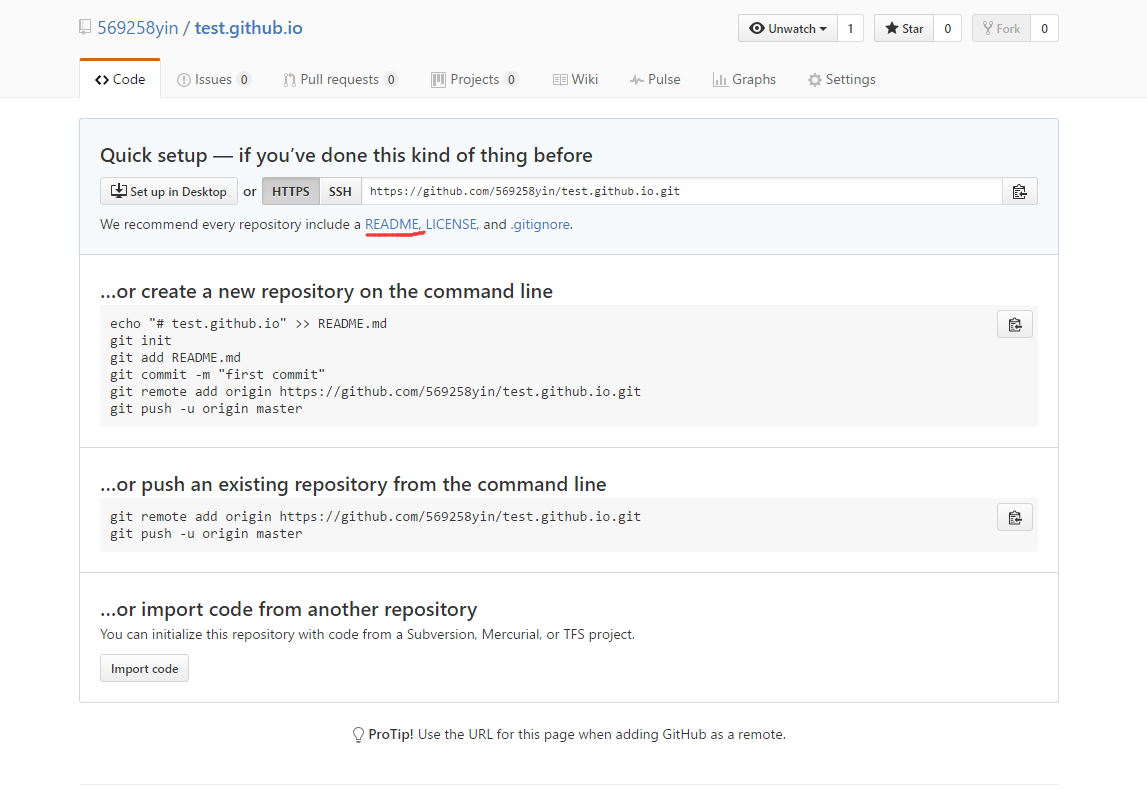 569258yin / test.github.io
Unwatch 1 Star 0 Fork 0
Code Issues 0 Pull requests 0 Projects 0 Wiki Pulse Graphs Settings
Quick setup — if you’ve done this kind of thing before
Set up in Desktop or HTTPS SSH https://github.com/569258yin/test.github.io.git
We recommend every repository include a README, LICENSE, and .gitignore.
…or create a new repository on the command line
echo "# test.github.io" >> README.md
git init
git add README.md
git commit -m "first commit"
git remote add origin https://github.com/569258yin/test.github.io.git
git push -u origin master
…or push an existing repository from the command line
git remote add origin https://github.com/569258yin/test.github.io.git
git push -u origin master
…or import code from another repository
You can initialize this repository with code from a Subversion, Mercurial, or TFS project.
Import code
ProTip! Use the URL for this page when adding GitHub as a remote.